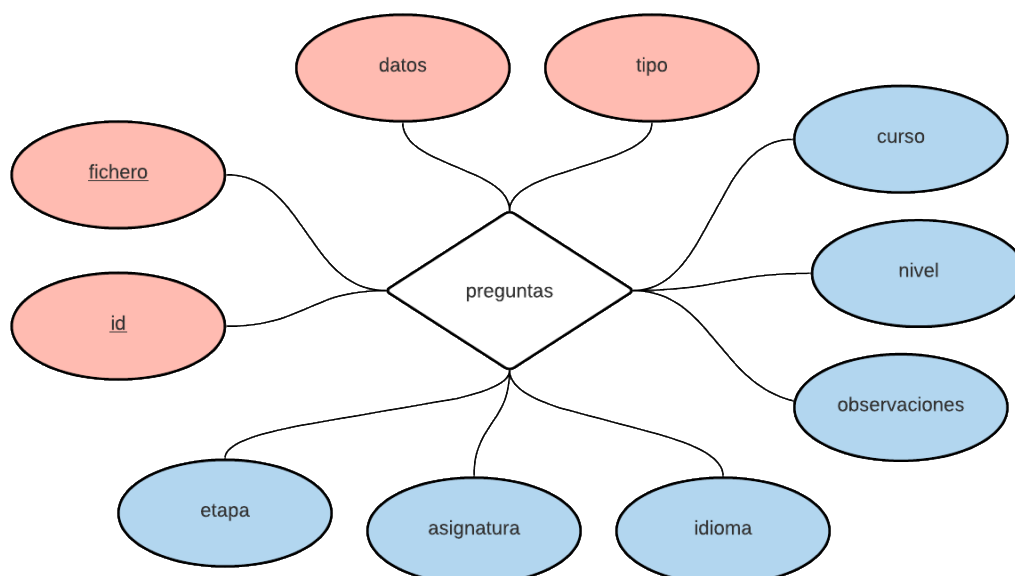 datos
tipo
curso
fichero
nivel
preguntas
id
observaciones
etapa
asignatura
idioma